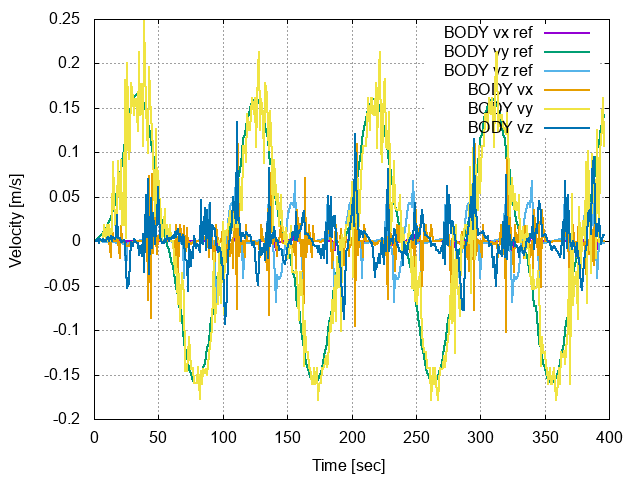 0.25
0.2
0.15
0.1
0.05
0
-0.05
-0.1
-0.15
-0.2
Velocity [m/s]
BODY vx ref
BODY vy ref
BODY vz ref
BODY vx
BODY vy
BODY vz
0 50 100 150 200 250 300 350 400
Time [sec]